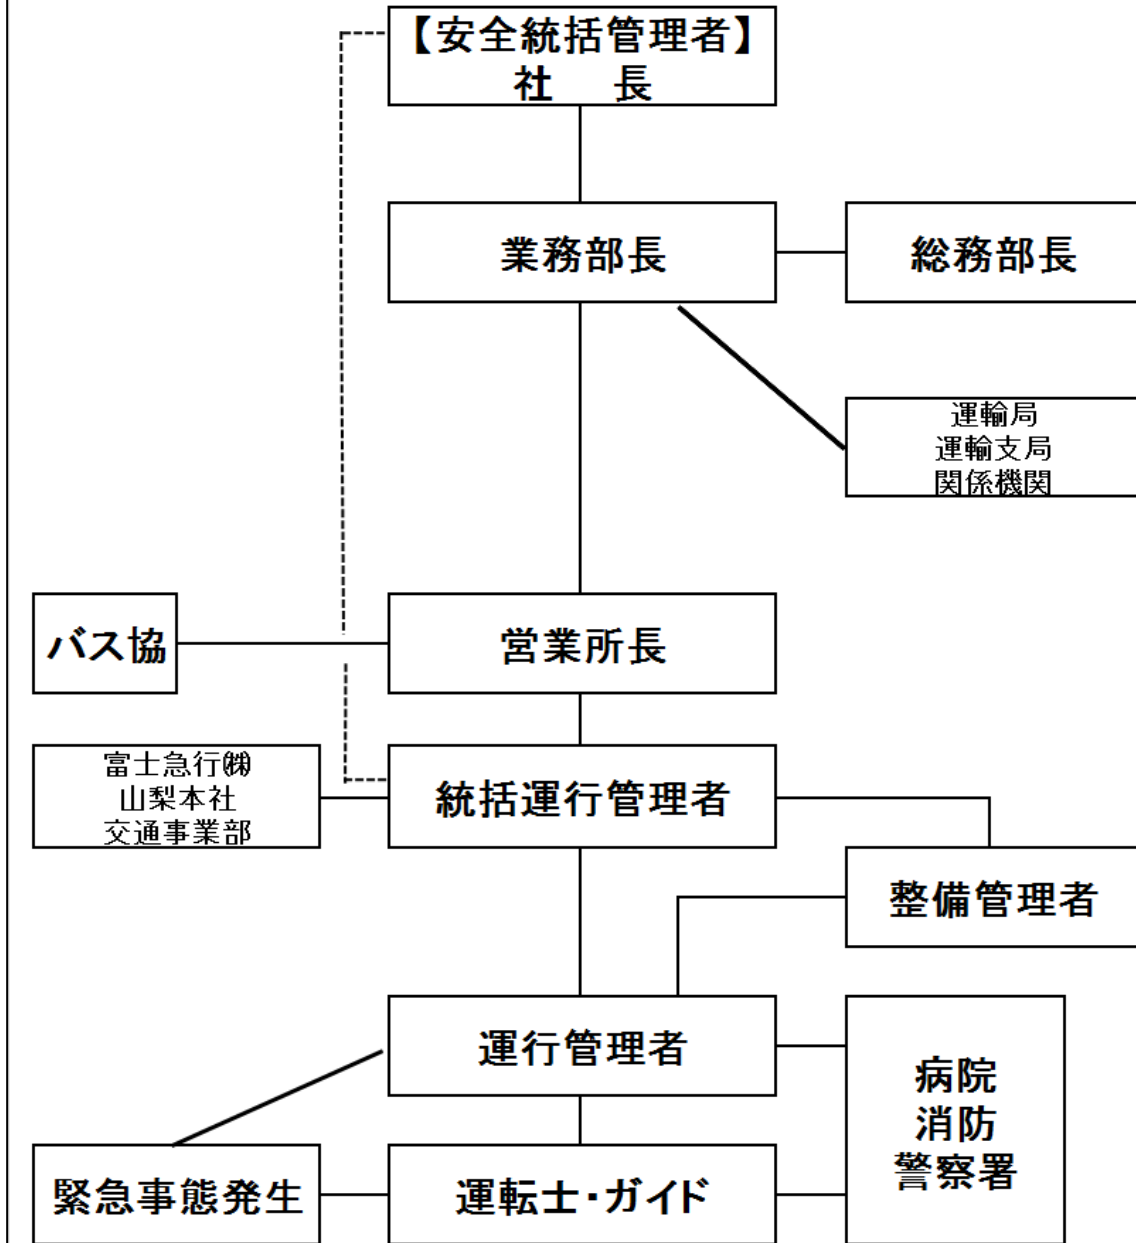 【安全統括管理者】
社　長
業務部長
総務部長
運輸局
運輸支局
関係機関
バス協
営業所長
富士急行㈱
山梨本社
交通事業部
統括運行管理者
整備管理者
運行管理者
病院
消防
警察署
緊急事態発生
運転士・ガイド